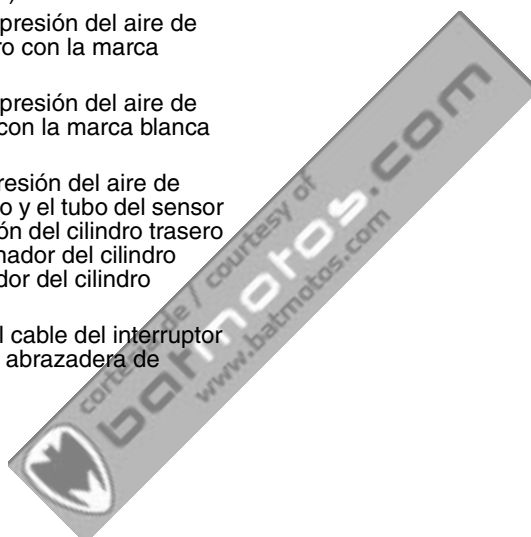 presión del aire de
ro con la marca
presión del aire de
con la marca blanca
resión del aire de
o y el tubo del sensor
ón del cilindro trasero
nador del cilindro
dor del cilindro
l cable del interruptor
abrazadera de
cortesía de / courtesy of
batmotos.com
www.batmotos.com